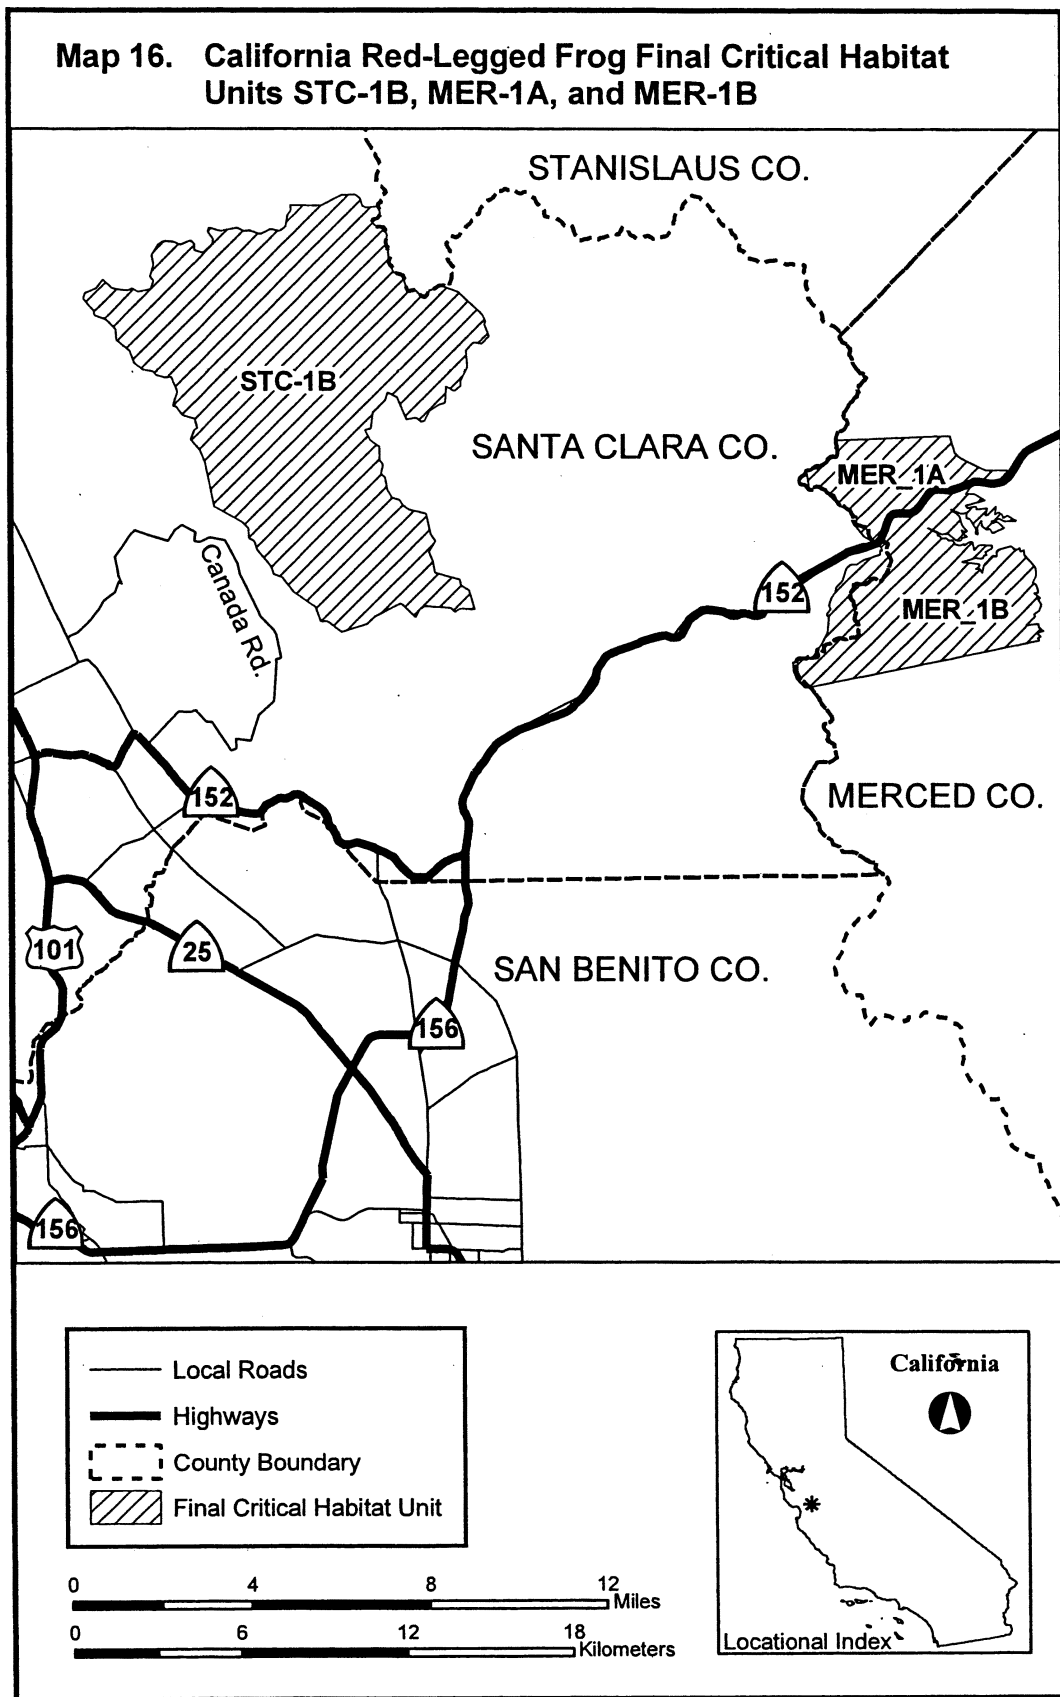 Map 16. California Red-Legged Frog Final Critical Habitat
Units STC-1B, MER-1A, and MER-1B
STANISLAUS CO.
STC-1B
SANTA CLARA CO.
MER_1A
Canada Rd.
152
MER_1B
152
MERCED CO.
101
25
SAN BENITO CO.
156
156
Local Roads
Highways
County Boundary
Final Critical Habitat Unit
0 4 8 12
Miles
0 6 12 18
Kilometers
California
Locational Index